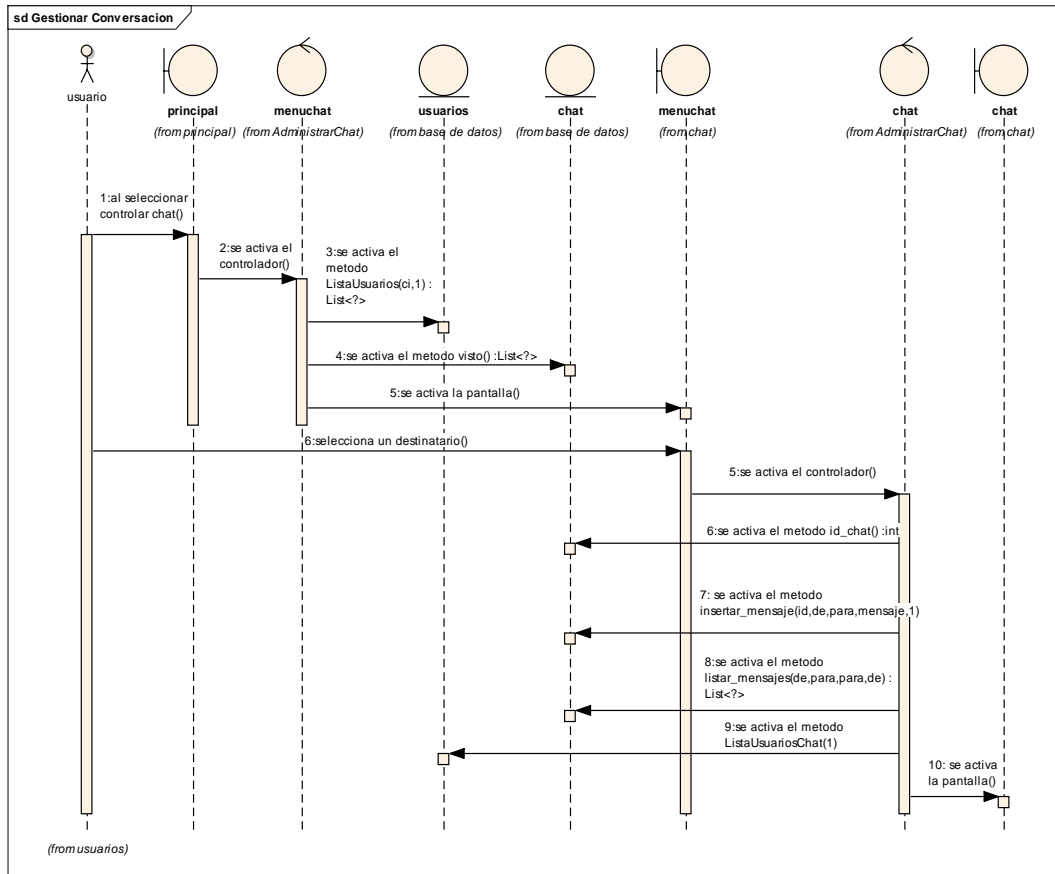 sd Gestionar Conversacion
usuario
principal
(from principal)
menuchat
(from AdministrarChat)
usuarios
(from base de datos)
chat
(from base de datos)
menuchat
(from chat)
chat
(from AdministrarChat)
chat
(from chat)
1:al seleccionar
controlar chat()
2:se activa el
controlador()
3:se activa el
metodo
ListaUsuarios(ci,1) :
List<?>
4:se activa el metodo visto() :List<?>
5:se activa la pantalla()
6:selecciona un destinatario()
5:se activa el controlador()
6:se activa el metodo id_chat() :int
7: se activa el metodo
insertar_mensaje(id,de,para,mensaje,1)
8:se activa el metodo
listar_mensajes(de,para,para,de) :
List<?>
9:se activa el metodo
ListaUsuariosChat(1)
10: se activa
la pantalla()
(from usuarios)